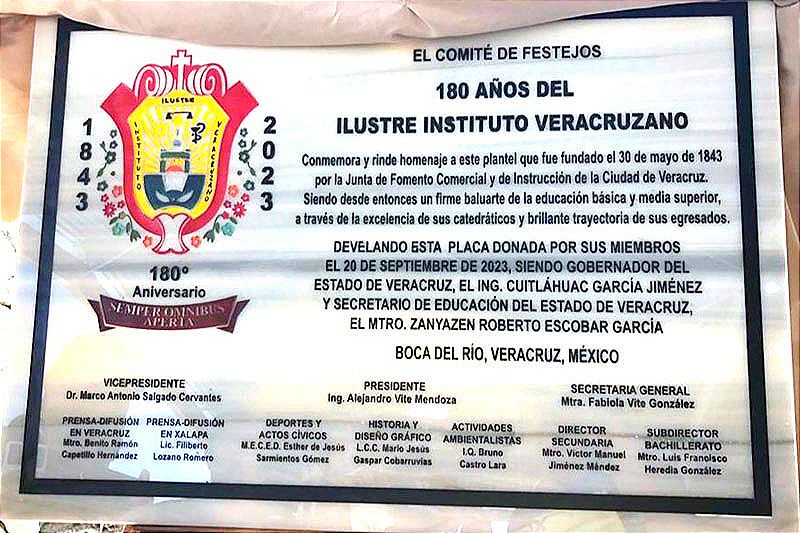 EL COMITÉ DE FESTEJOS
180 AÑOS DEL
ILUSTRE INSTITUTO VERACRUZANO
Conmemora y rinde homenaje a este plantel que fue fundado el 30 de mayo de 1843
por la Junta de Fomento Comercial y de Instrucción de la Ciudad de Veracruz.
Siendo desde entonces un firme baluarte de la educación básica y media superior,
a través de la excelencia de sus catedráticos y brillante trayectoria de sus egresados.
DEVELANDO ESTA PLACA DONADA POR SUS MIEMBROS
EL 20 DE SEPTIEMBRE DE 2023, SIENDO GOBERNADOR DEL
ESTADO DE VERACRUZ, EL ING. CUITLÁHUAC GARCÍA JIMÉNEZ
Y SECRETARIO DE EDUCACIÓN DEL ESTADO DE VERACRUZ,
EL MTRO. ZANYAZEN ROBERTO ESCOBAR GARCÍA
BOCA DEL RÍO, VERACRUZ, MÉXICO
1843
ILUSTRE
INSTITUTO
VERACRUZANO
2023
180°
Aniversario
SEMPER OMNIBUS
APERTA
VICEPRESIDENTE
Dr. Marco Antonio Salgado Cervantes
PRESIDENTE
Ing. Alejandro Vite Mendoza
SECRETARIA GENERAL
Mtra. Fabiola Vite González
PRENSA-DIFUSIÓN
EN VERACRUZ
Mtro. Benito Ramón
Capetillo Hernández
PRENSA-DIFUSIÓN
EN XALAPA
Lic. Filiberto
Lozano Romero
DEPORTES Y
ACTOS CÍVICOS
M.E.C.E.D. Esther de Jesús
Sarmientos Gómez
HISTORIA Y
DISEÑO GRÁFICO
L.C.C. Mario Jesús
Gaspar Cobarruvias
ACTIVIDADES
AMBIENTALISTAS
I.Q. Bruno
Castro Lara
DIRECTOR
SECUNDARIA
Mtro. Víctor Manuel
Jiménez Méndez
SUBDIRECTOR
BACHILLERATO
Mtro. Luis Francisco
Heredia González